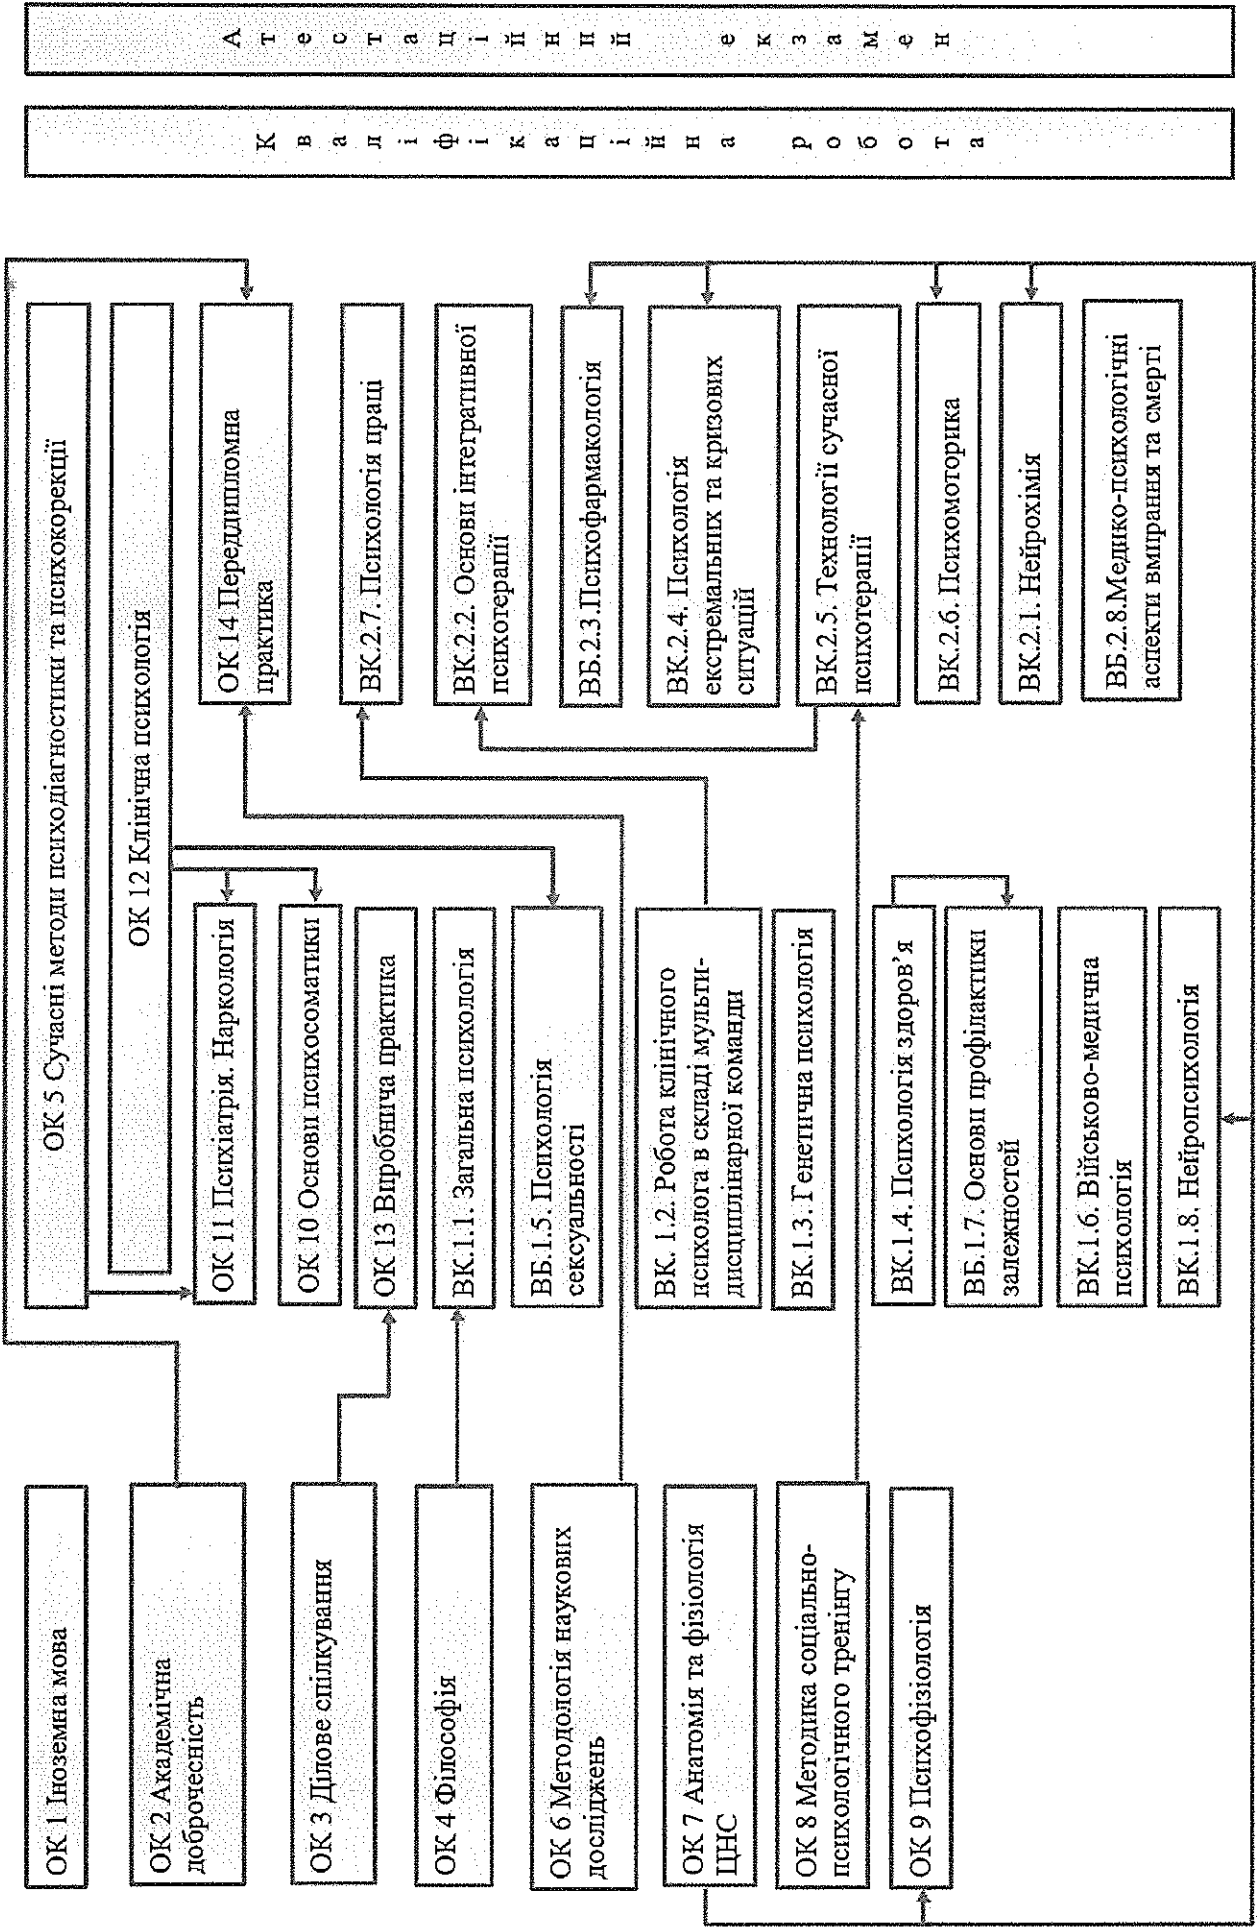 ОК 1 Іноземна мова
ОК 2 Академічна
доброчесність
ОК 3 Ділове спілкування
ОК 4 Філософія
ОК 6 Методологія наукових
досліджень
ОК 7 Анатомія та фізіологія
ЦНС
ОК 8 Методика соціально-
психологічного тренінгу
ОК 9 Психофізіологія
ОК 5 Сучасні методи психодіагностики та психокорекції
ОК 12 Клінічна психологія
ОК 11 Психіатрія. Наркологія
ОК 10 Основи психосоматики
ОК 13 Виробнича практика
ВК.1.1. Загальна психологія
ВБ.1.5. Психологія
сексуальності
ВК. 1.2. Робота клінічного
психолога в складі мульти-
дисциплінарної команди
ВК.1.3. Генетична психологія
ВК.1.4. Психологія здоров’я
ВБ.1.7. Основи профілактики
залежностей
ВК.1.6. Військово-медична
психологія
ВК.1.8. Нейропсихологія
ОК 14 Переддипломна
практика
ВК.2.7. Психологія праці
ВК.2.2. Основи інтегративної
психотерапії
ВБ.2.3.Психофармакологія
ВК.2.4. Психологія
екстремальних та кризових
ситуацій
ВК.2.5. Технології сучасної
психотерапії
ВК.2.6. Психомоторика
ВК.2.1. Нейрохімія
ВБ.2.8.Медико-психологічні
аспекти вмирання та смерті
Кваліфікаційна робота
Атестаційний екзамен